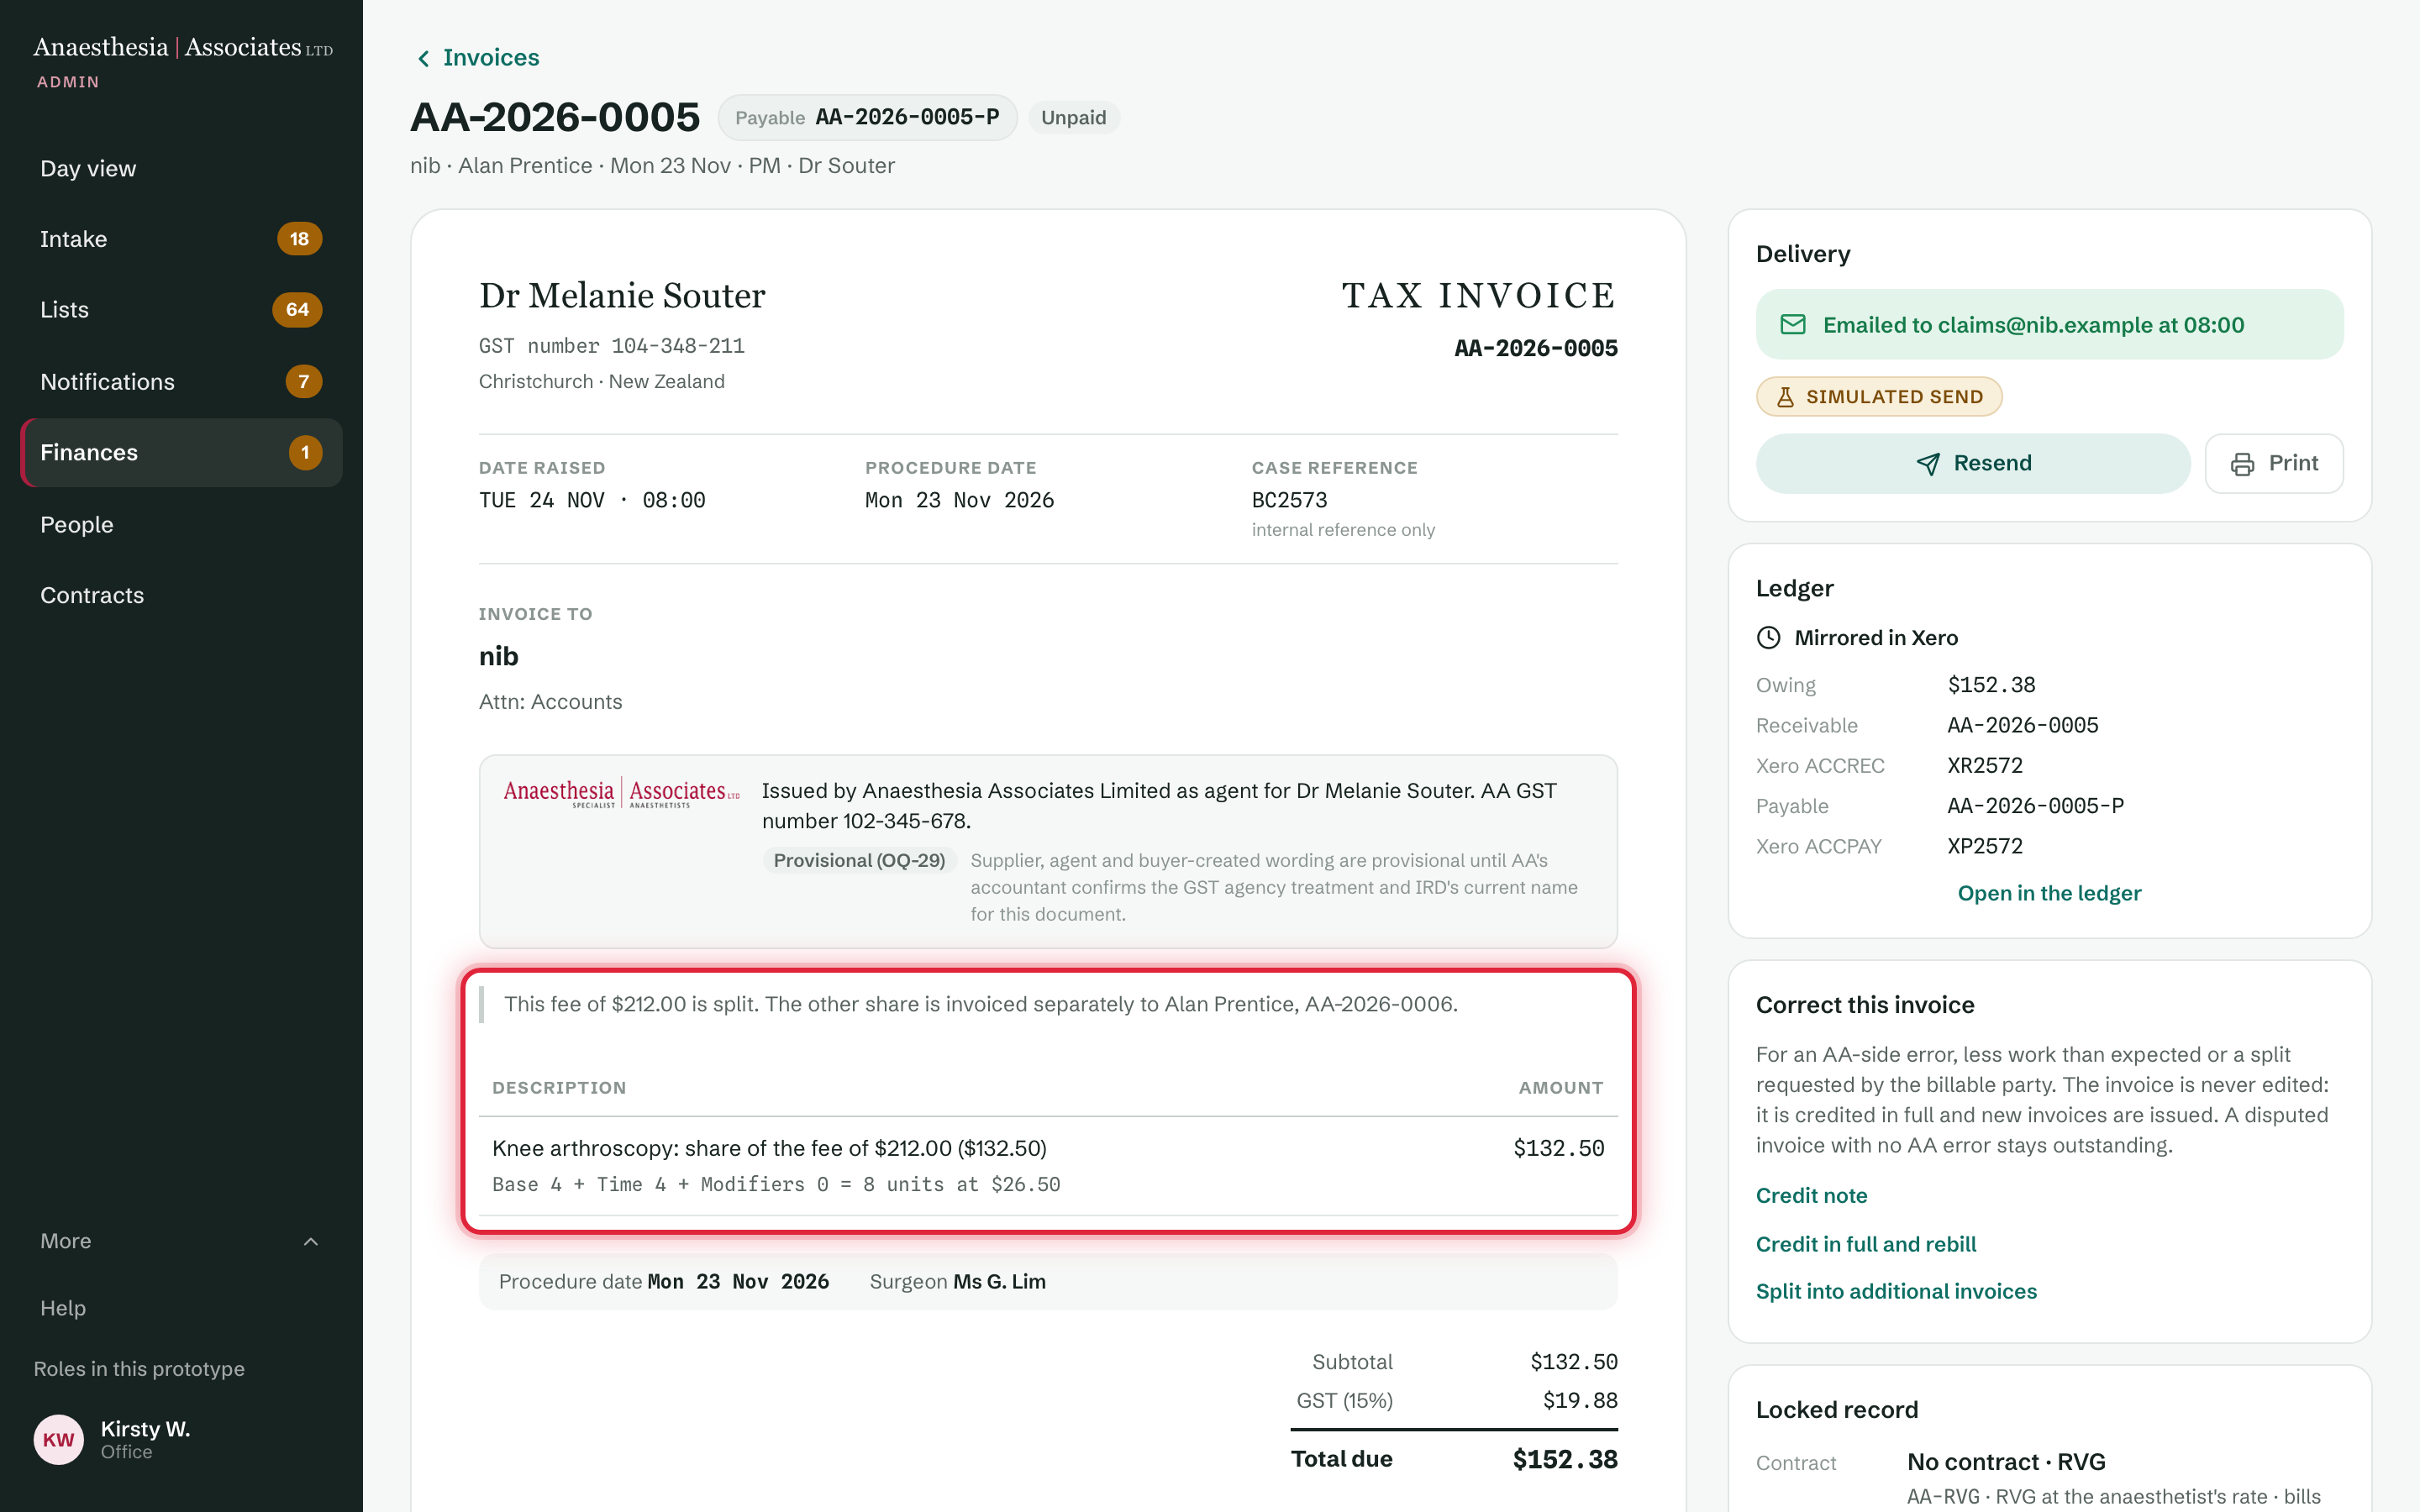 Anaesthesia | Associates LTD
ADMIN
Day view
Intake 18
Lists 64
Notifications 7
Finances 1
People
Contracts
More
Help
Roles in this prototype
KW
Kirsty W.
Office
Invoices
AA-2026-0005 Payable AA-2026-0005-P Unpaid
nib · Alan Prentice · Mon 23 Nov · PM · Dr Souter
Dr Melanie Souter
GST number 104-348-211
Christchurch · New Zealand
TAX INVOICE
AA-2026-0005
DATE RAISED
TUE 24 NOV · 08:00
PROCEDURE DATE
Mon 23 Nov 2026
CASE REFERENCE
BC2573
internal reference only
INVOICE TO
nib
Attn: Accounts
Anaesthesia | Associates LTD
SPECIALIST | ANAESTHETISTS
Issued by Anaesthesia Associates Limited as agent for Dr Melanie Souter. AA GST
number 102-345-678.
Provisional (OQ-29)
Supplier, agent and buyer-created wording are provisional until AA's
accountant confirms the GST agency treatment and IRD's current name
for this document.
This fee of $212.00 is split. The other share is invoiced separately to Alan Prentice, AA-2026-0006.
DESCRIPTION AMOUNT
Knee arthroscopy: share of the fee of $212.00 ($132.50) $132.50
Base 4 + Time 4 + Modifiers 0 = 8 units at $26.50
Procedure date Mon 23 Nov 2026 Surgeon Ms G. Lim
Subtotal $132.50
GST (15%) $19.88
Total due $152.38
Delivery
Emailed to claims@nib.example at 08:00
SIMULATED SEND
Resend
Print
Ledger
Mirrored in Xero
Owing $152.38
Receivable AA-2026-0005
Xero ACCREC XR2572
Payable AA-2026-0005-P
Xero ACCPAY XP2572
Open in the ledger
Correct this invoice
For an AA-side error, less work than expected or a split
requested by the billable party. The invoice is never edited:
it is credited in full and new invoices are issued. A disputed
invoice with no AA error stays outstanding.
Credit note
Credit in full and rebill
Split into additional invoices
Locked record
Contract No contract · RVG
AA-RVG · RVG at the anaesthetist's rate · bills